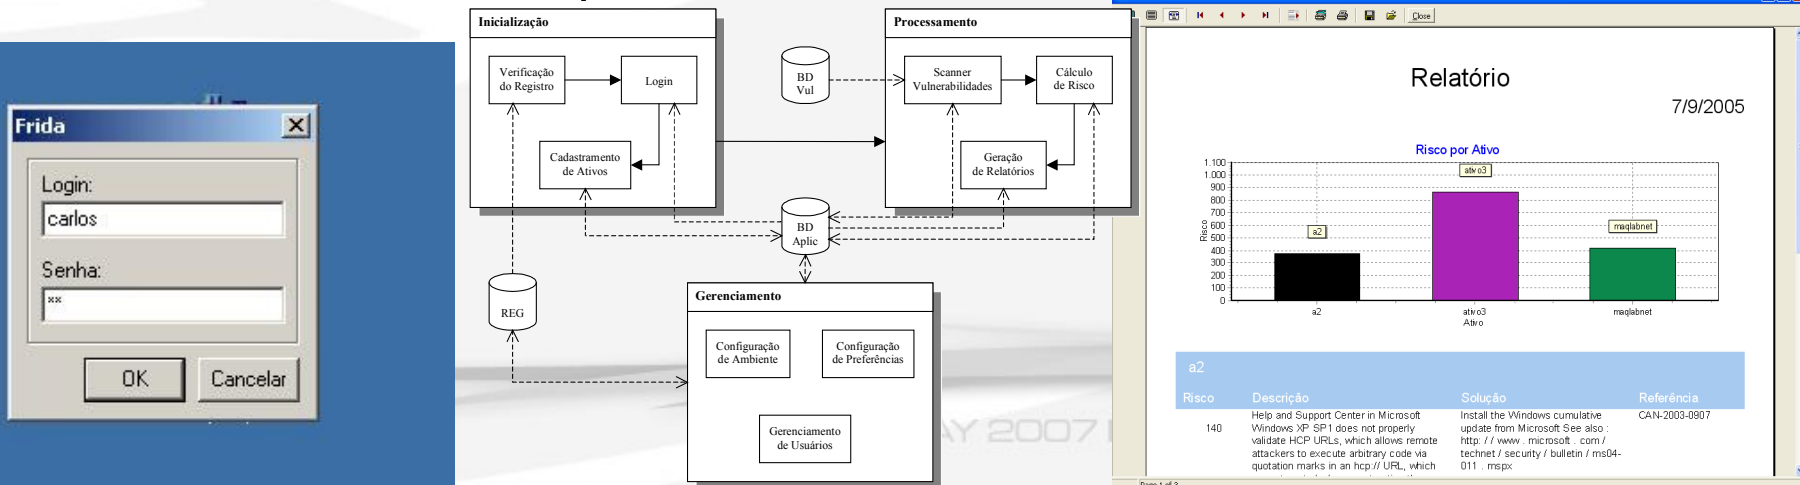 Frida
Login:
carlos
Senha:
**
OK
Cancelar
Inicialização
Verificação
do Registro
Login
Cadastramento
de Ativos
BD
Vul
Processamento
Scanner
Vulnerabilidades
Cálculo
de Risco
Geração
de Relatórios
BD
Aplic
REG
Gerenciamento
Configuração
de Ambiente
Configuração
de Preferências
Gerenciamento
de Usuários
AY 2007
Close
Relatório
7/9/2005
Risco por Ativo
1.100
1.000
900
800
700
600
500
400
300
200
100
0
Risco
a2
ativo3
maqlabnet
a2
ativo3
maqlabnet
Ativo
a2
Risco Descrição Solução Referência
140
Help and Support Center in Microsoft
Windows XP SP1 does not properly
validate HCP URLs, which allows remote
attackers to execute arbitrary code via
quotation marks in an hcp:// URL, which
Install the Windows cumulative
update from Microsoft See also :
http: / / www . microsoft . com /
technet / security / bulletin / ms04-
011 . mspx
CAN-2003-0907